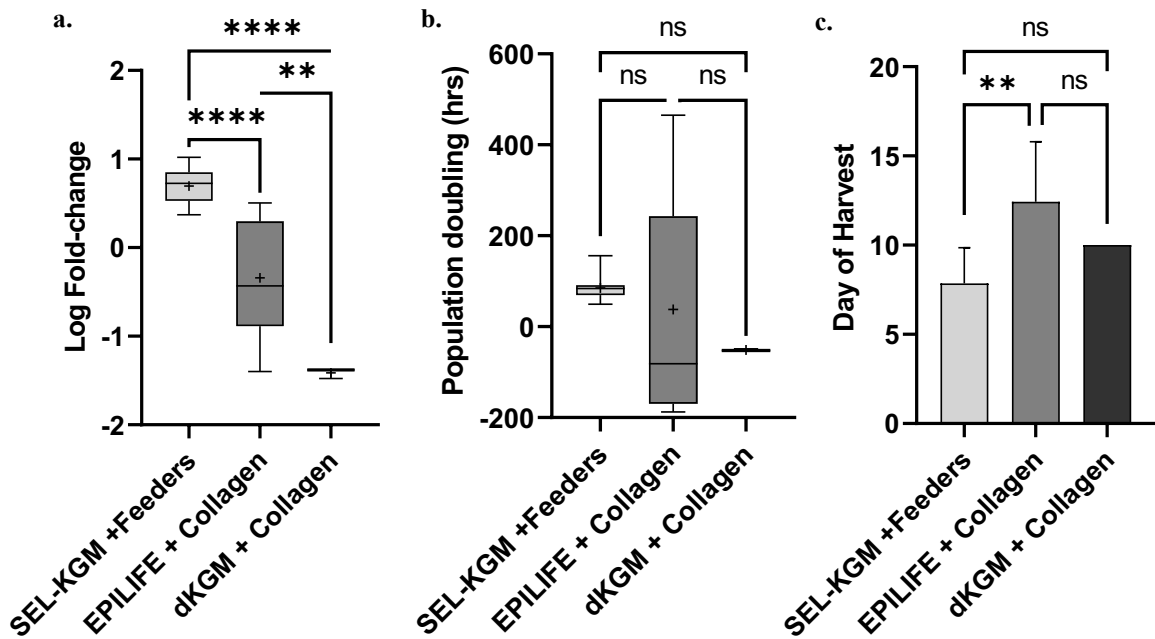 a.
****
**
****
Log Fold-change
2
1
0
-1
-2
SEL-KGM +Feeders
EPILIFE + Collagen
dKGM + Collagen
b.
ns
ns
ns
Population doubling (hrs)
600
400
200
0
-200
SEL-KGM +Feeders
EPILIFE + Collagen
dKGM + Collagen
c.
ns
**
ns
Day of Harvest
20
15
10
5
0
SEL-KGM +Feeders
EPILIFE + Collagen
dKGM + Collagen